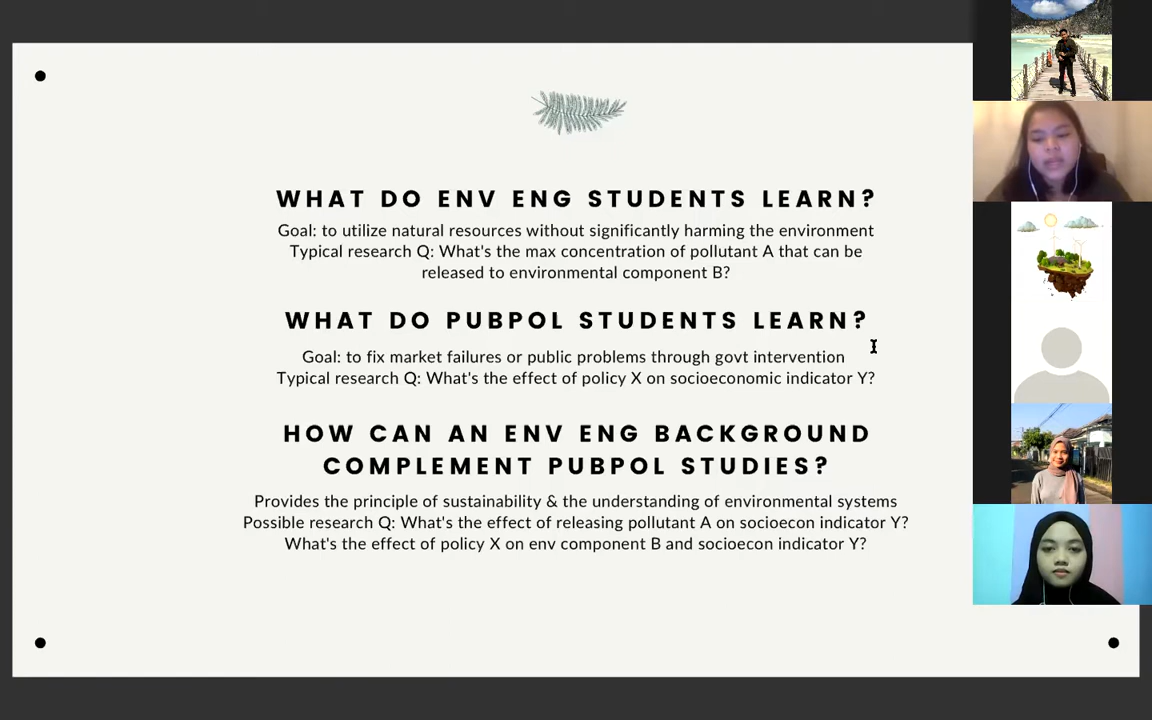 WHAT DO ENV ENG STUDENTS LEARN?
Goal: to utilize natural resources without significantly harming the environment
Typical research Q: What's the max concentration of pollutant A that can be
released to environmental component B?
WHAT DO PUBPOL STUDENTS LEARN?
Goal: to fix market failures or public problems through govt intervention
Typical research Q: What's the effect of policy X on socioeconomic indicator Y?
HOW CAN AN ENV ENG BACKGROUND
COMPLEMENT PUBPOL STUDIES?
Provides the principle of sustainability & the understanding of environmental systems
Possible research Q: What's the effect of releasing pollutant A on socioecon indicator Y?
What's the effect of policy X on env component B and socioecon indicator Y?